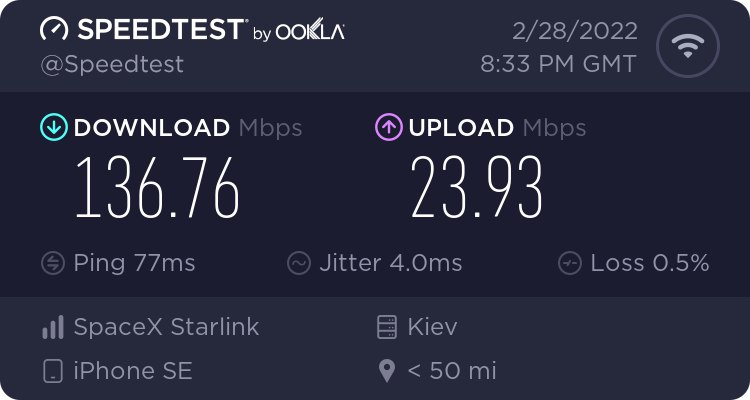 SPEEDTEST® by OOKLA®
2/28/2022
@Speedtest
8:33 PM GMT
DOWNLOAD Mbps
UPLOAD Mbps
136.76
23.93
Ping 77ms
Jitter 4.0ms
Loss 0.5%
SpaceX Starlink
Kiev
iPhone SE
< 50 mi